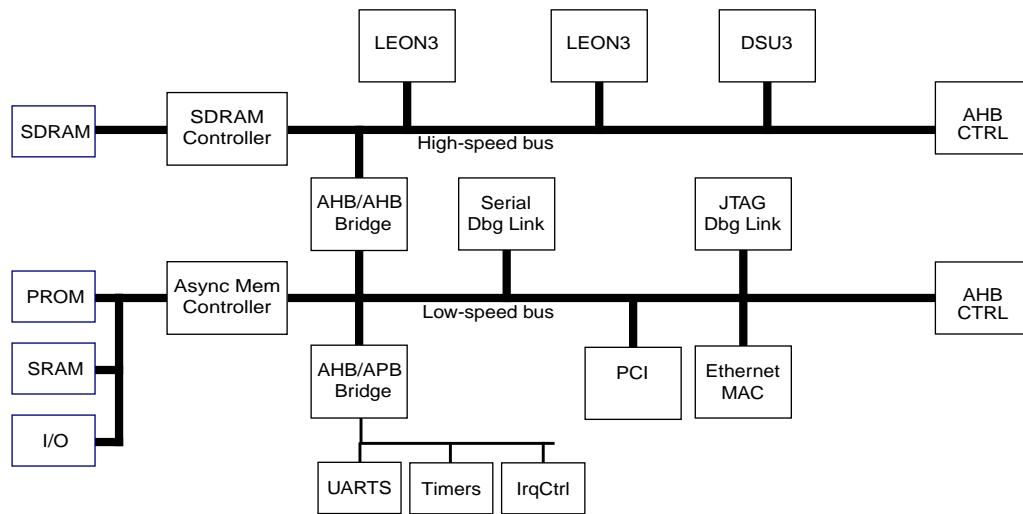 LEON3
LEON3
DSU3
SDRAM
SDRAM
Controller
AHB
CTRL
High-speed bus
AHB/AHB
Bridge
Serial
Dbg Link
JTAG
Dbg Link
PROM
Async Mem
Controller
AHB
CTRL
Low-speed bus
SRAM
AHB/APB
Bridge
PCI
Ethernet
MAC
I/O
UARTS
Timers
IrqCtrl